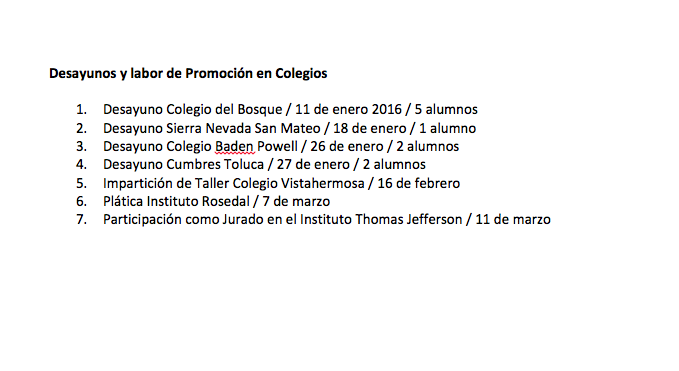 Desayunos y labor de Promoción en Colegios
1. Desayuno Colegio del Bosque / 11 de enero 2016 / 5 alumnos
2. Desayuno Sierra Nevada San Mateo / 18 de enero / 1 alumno
3. Desayuno Colegio Baden Powell / 26 de enero / 2 alumnos
4. Desayuno Cumbres Toluca / 27 de enero / 2 alumnos
5. Impartición de Taller Colegio Vistahermosa / 16 de febrero
6. Plática Instituto Rosedal / 7 de marzo
7. Participación como Jurado en el Instituto Thomas Jefferson / 11 de marzo